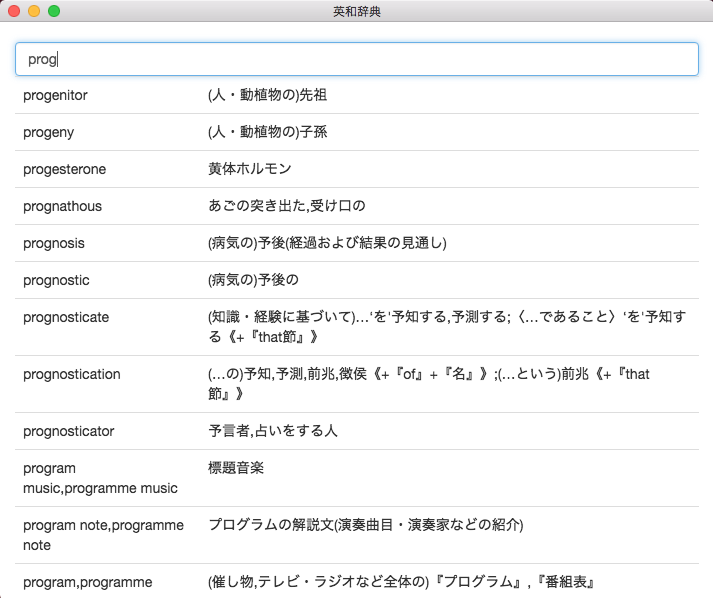 英和辞典
prog
progenitor (人・動植物の)先祖
progeny (人・動植物の)子孫
progesterone 黄体ホルモン
prognathous あごの突き出た,受け口の
prognosis (病気の)予後(経過および結果の見通し)
prognostic (病気の)予後の
prognosticate (知識・経験に基づいて)…'を'予知する,予測する;〈…であること〉'を'予知す
る《+『that節』》
prognostication (…の)予知,予測,前兆,徴侯《+『of』+『名』》;(…という)前兆《+『that
節』》
prognosticator 予言者,占いをする人
program 標題音楽
music,programme music
program note,programme プログラムの解説文(演奏曲目・演奏家などの紹介)
note
program,programme (催し物,テレビ・ラジオなど全体の)『プログラム』,『番組表』